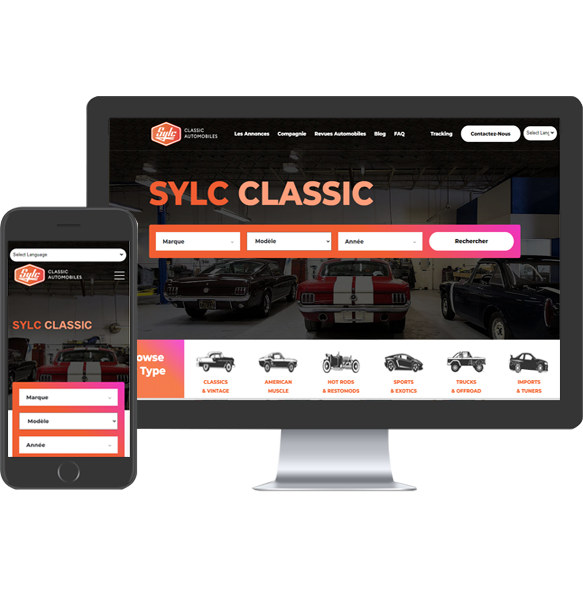 Sylc CLASSIC AUTOMOBILES
Les Annonces Compagnie Revues Automobiles Blog FAQ Tracking Contactez-Nous Select Lang
SYLC CLASSIC
Marque Modèle Année Rechercher
owse
Type
CLASSICS & VINTAGE
AMERICAN MUSCLE
HOT RODS & RESTOMODS
SPORTS & EXOTICS
TRUCKS & OFFROAD
IMPORTS & TUNERS
Select Language
Sylc CLASSIC AUTOMOBILES
SYLC CLASSIC
Marque
Modèle
Année